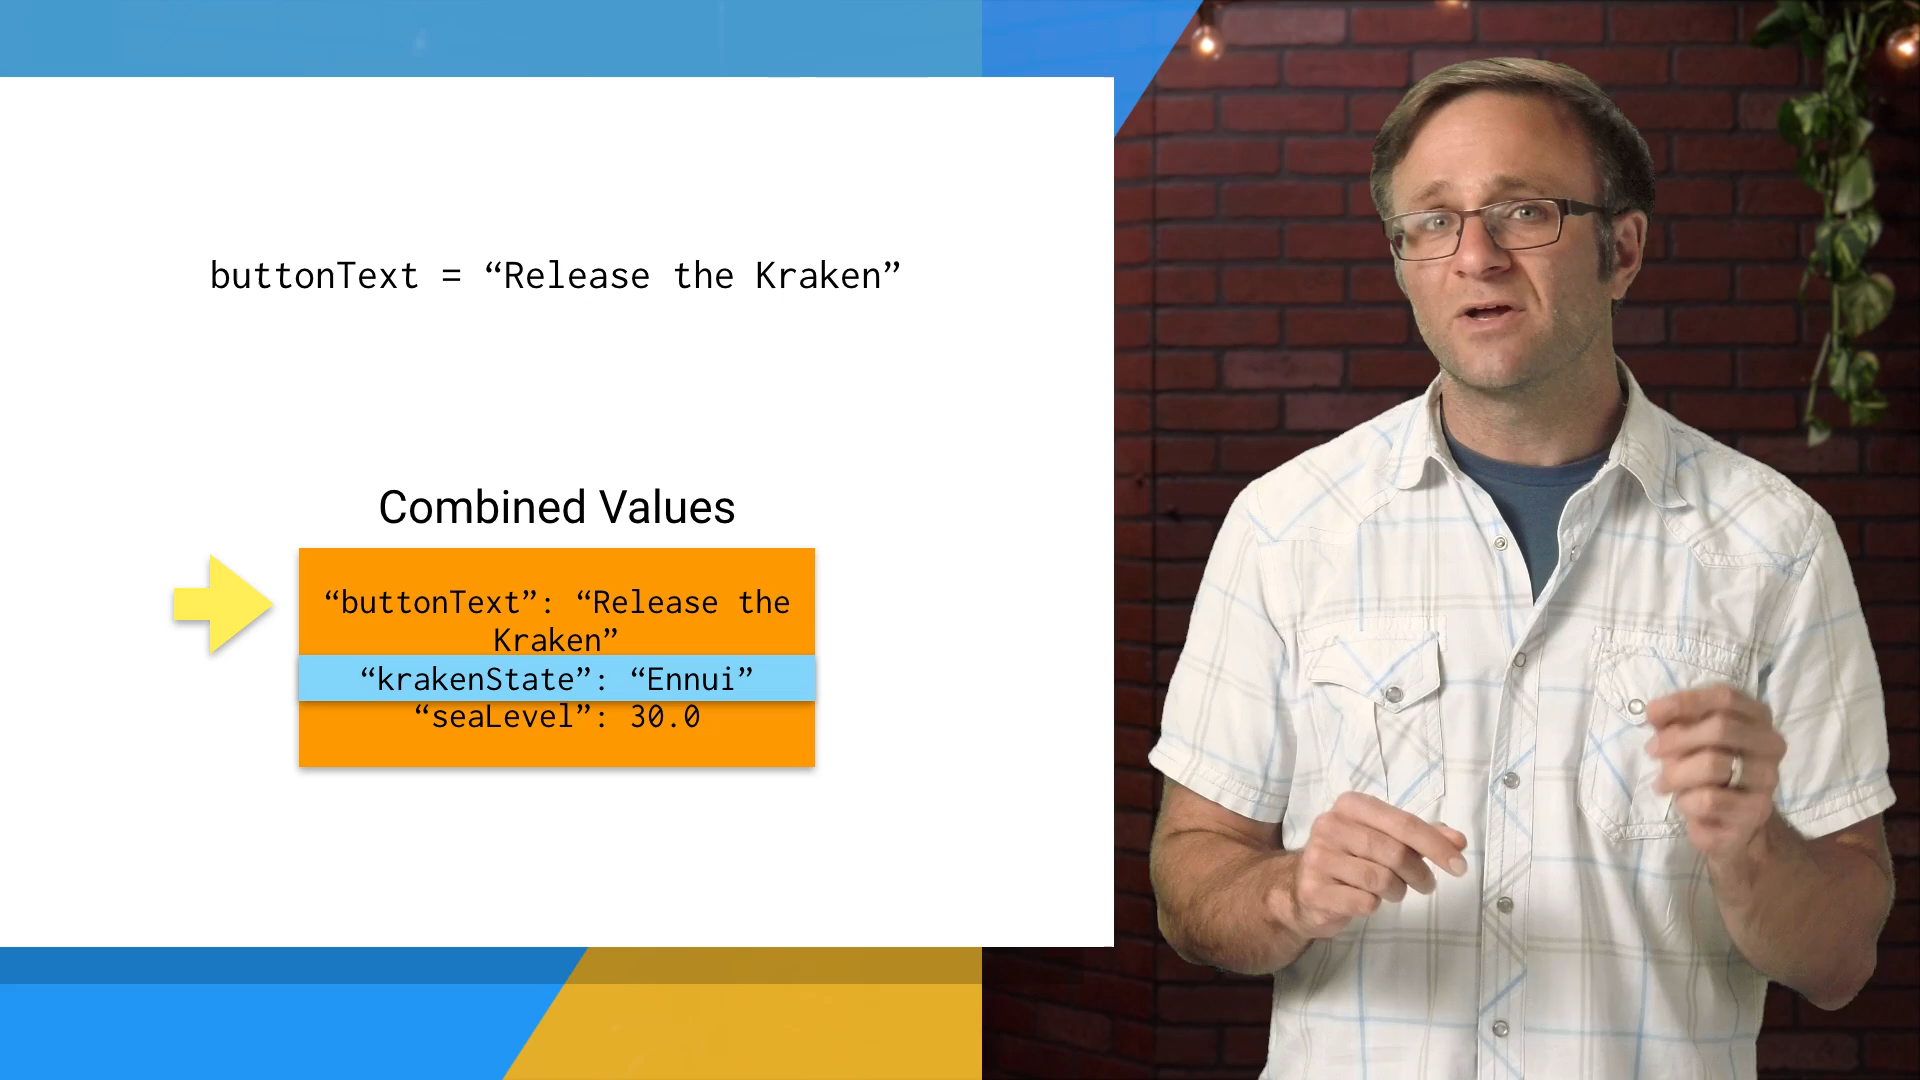 buttonText = “Release the Kraken”
Combined Values
“buttonText”: “Release the
Kraken”
“krakenState”: “Ennui”
“seaLevel”: 30.0